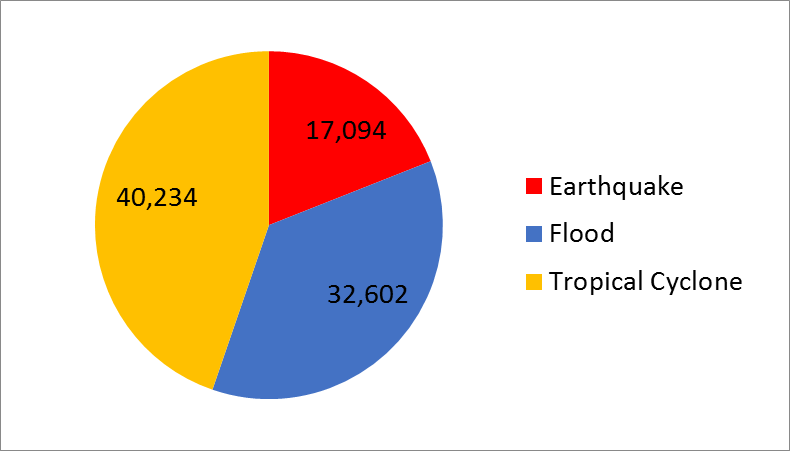 17,094
40,234
32,602
Earthquake
Flood
Tropical Cyclone